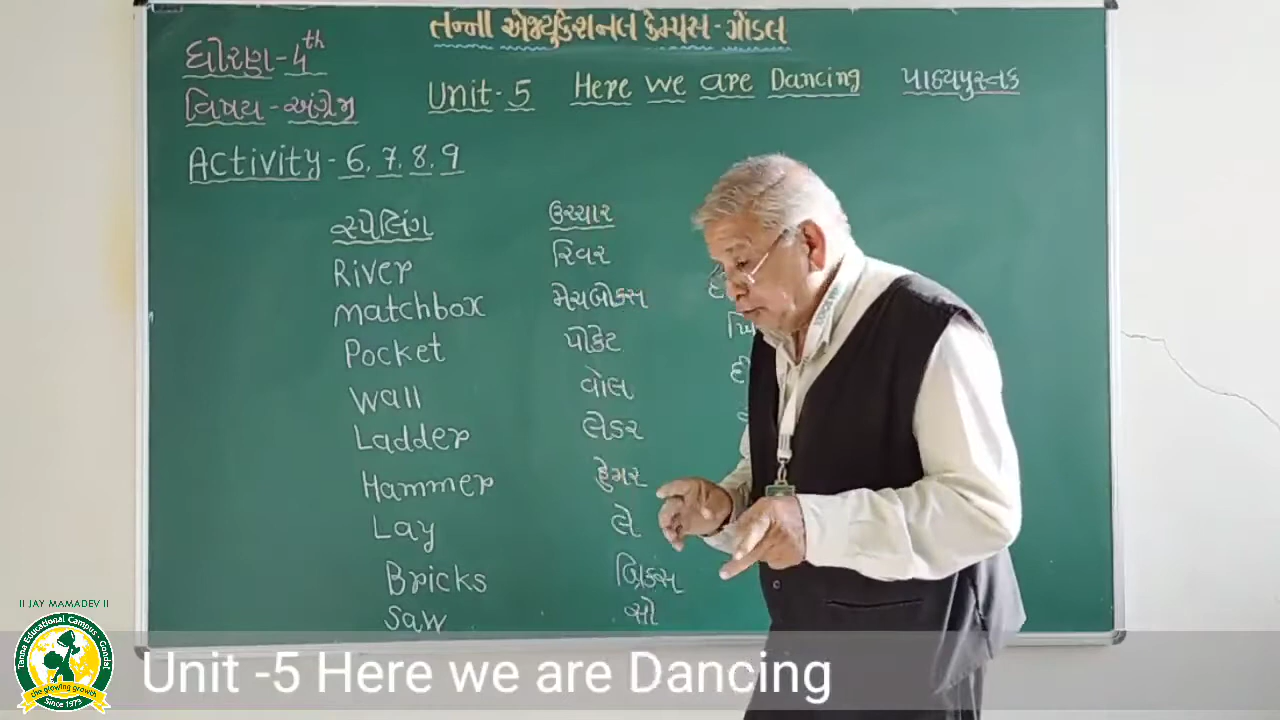 તન્ના એજ્યુકેશનલ કેમ્પસ - ગોંડલ
ધોરણ - 4th
Unit - 5 Here we are Dancing પાઠ્યપુસ્તક
વિષય - અંગ્રેજી
Activity - 6, 7, 8, 9
સ્પેલિંગ ઉચ્ચાર
River રિવર
matchbox મેચબોક્સ
Pocket પોકેટ
Wall વોલ
Ladder લેડર
Hammer હેમર
Lay લે
Bricks બ્રિક્સ
Saw સો
II JAY MAMADEV II
Tanna Educational Campus - Gondal
the growing growth
Since 1973
Unit -5 Here we are Dancing